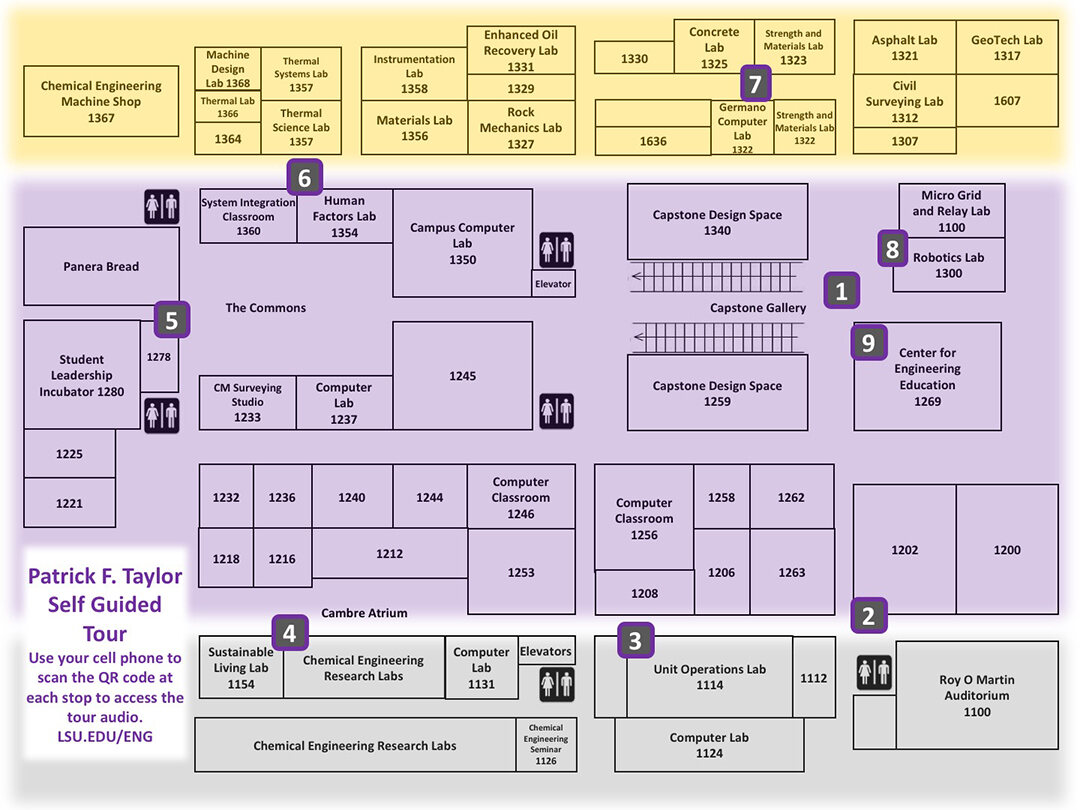 Chemical Engineering
Machine Shop
1367
Machine
Design
Lab 1368
Thermal
Systems Lab
1357
Thermal Lab
1366
1364
Thermal
Science Lab
1357
Instrumentation
Lab
1358
Enhanced Oil
Recovery Lab
1331
1329
Materials Lab
1356
Rock
Mechanics Lab
1327
1330
Concrete
Lab
1325
Strength and
Materials Lab
1323
7
1636
Germano
Computer
Lab
1322
Strength and
Materials Lab
1322
Asphalt Lab
1321
GeoTech Lab
1317
Civil
Surveying Lab
1312
1607
1307
6
System Integration
Classroom
1360
Human
Factors Lab
1354
Campus Computer
Lab
1350
Elevator
Capstone Design Space
1340
Micro Grid
and Relay Lab
1100
8
Robotics Lab
1300
Panera Bread
The Commons
1
Capstone Gallery
5
Student
Leadership
Incubator 1280
1278
1245
CM Surveying
Studio
1233
Computer
Lab
1237
Capstone Design Space
1259
9
Center for
Engineering
Education
1269
1225
1221
1232
1236
1240
1244
Computer
Classroom
1246
1218
1216
1212
1253
Computer
Classroom
1256
1258
1262
1208
1206
1263
1202
1200
Cambre Atrium
Patrick F. Taylor
Self Guided
Tour
Use your cell phone to
scan the QR code at
each stop to access the
tour audio.
LSU.EDU/ENG
4
3
2
Sustainable
Living Lab
1154
Chemical Engineering
Research Labs
Computer
Lab
1131
Elevators
Unit Operations Lab
1114
1112
Roy O Martin
Auditorium
1100
Chemical Engineering Research Labs
Chemical
Engineering
Seminar
1126
Computer Lab
1124